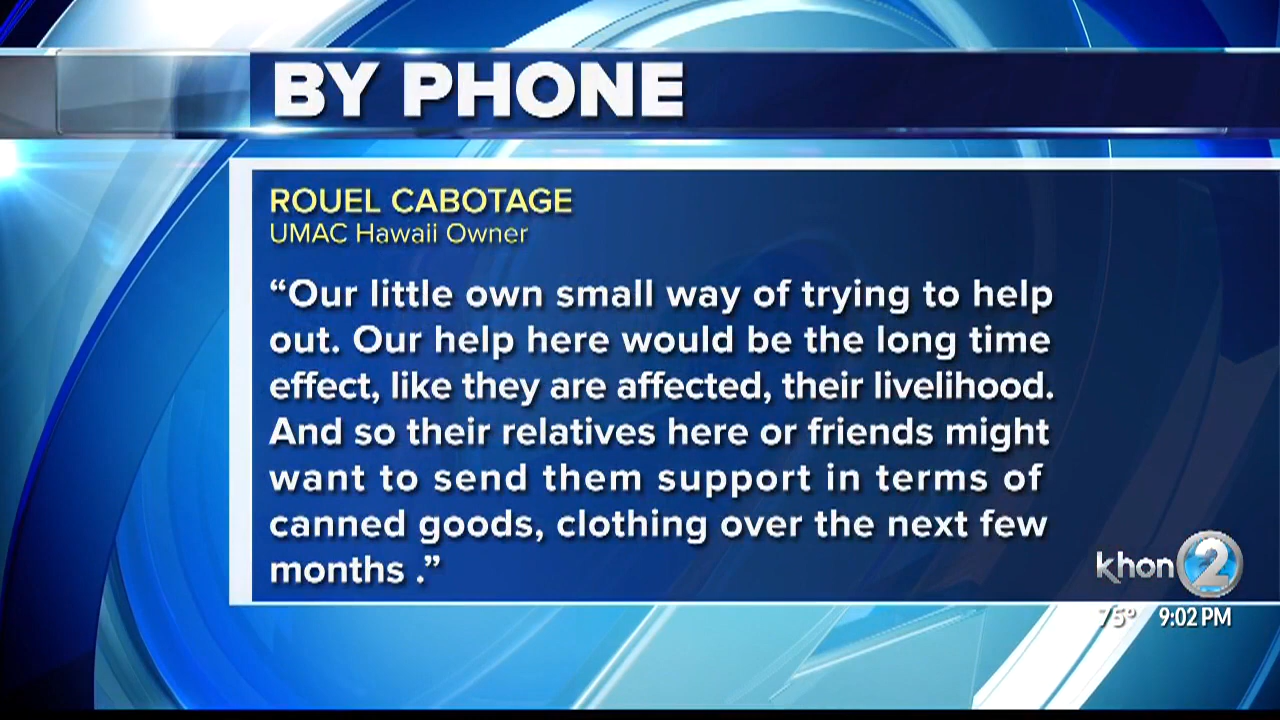 BY PHONE
ROUEL CABOTAGE
UMAC Hawaii Owner
“Our little own small way of trying to help
out. Our help here would be the long time
effect, like they are affected, their livelihood.
And so their relatives here or friends might
want to send them support in terms of
canned goods, clothing over the next few
months .”
khon 2
75° 9:02 PM